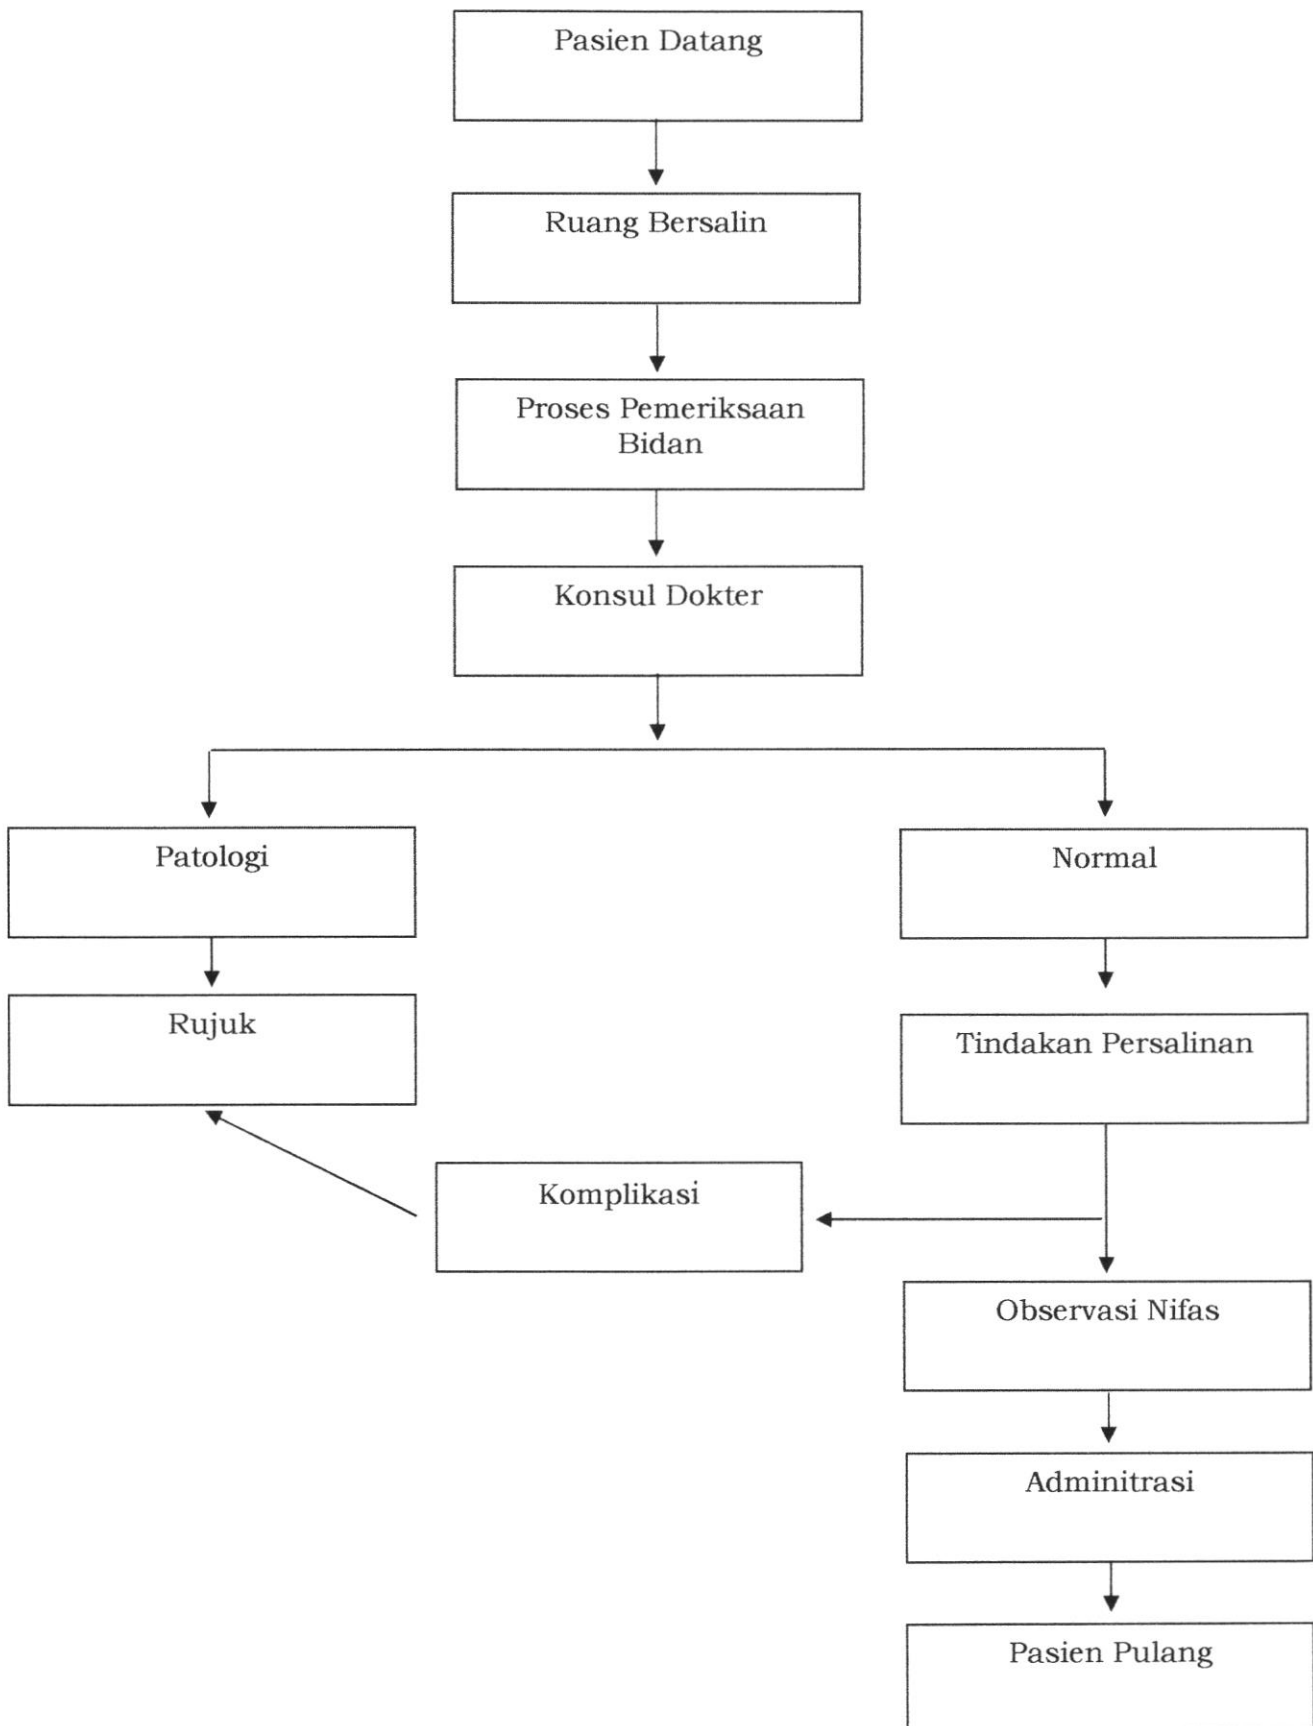 Pasien Datang
Ruang Bersalin
Proses Pemeriksaan
Bidan
Konsul Dokter
Patologi
Normal
Rujuk
Tindakan Persalinan
Komplikasi
Observasi Nifas
Adminitrasi
Pasien Pulang